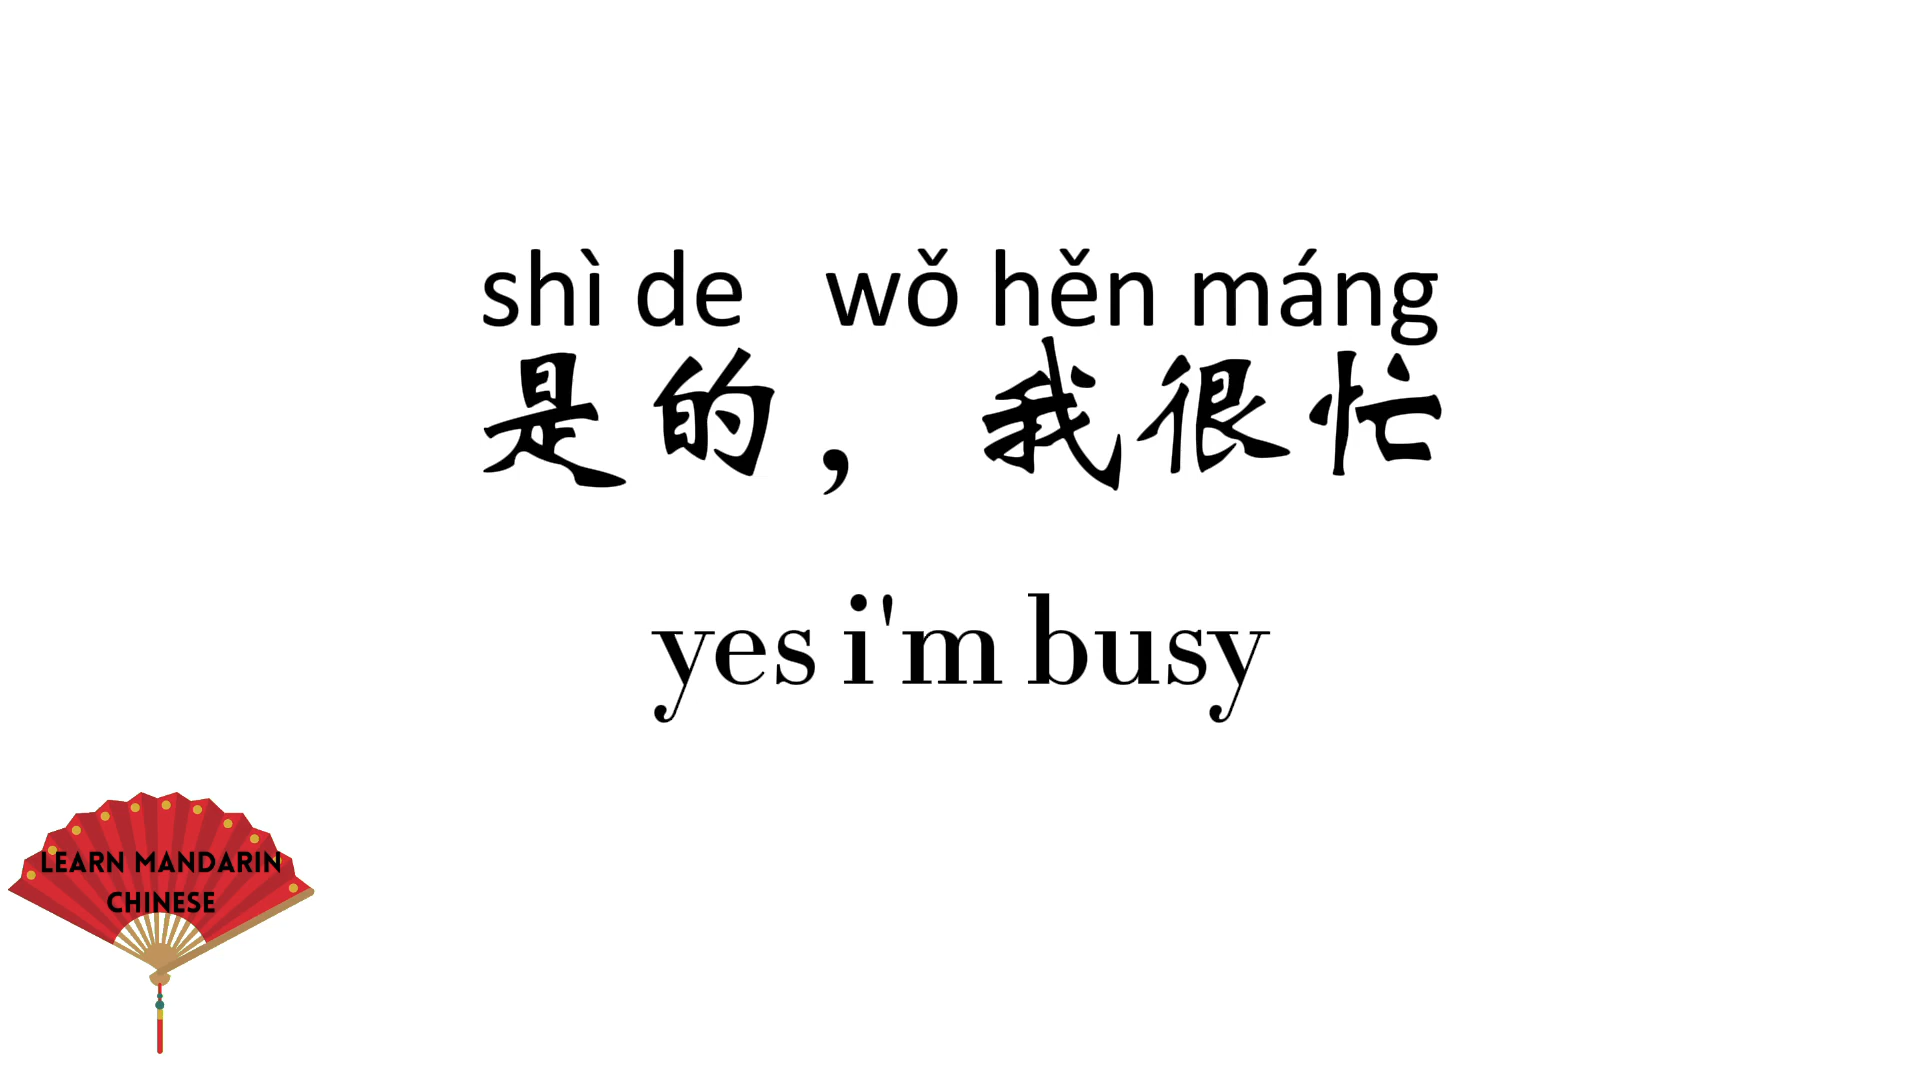 shì de wǒ hěn máng
是的，我很忙
yes i'm busy
LEARN MANDARIN
CHINESE